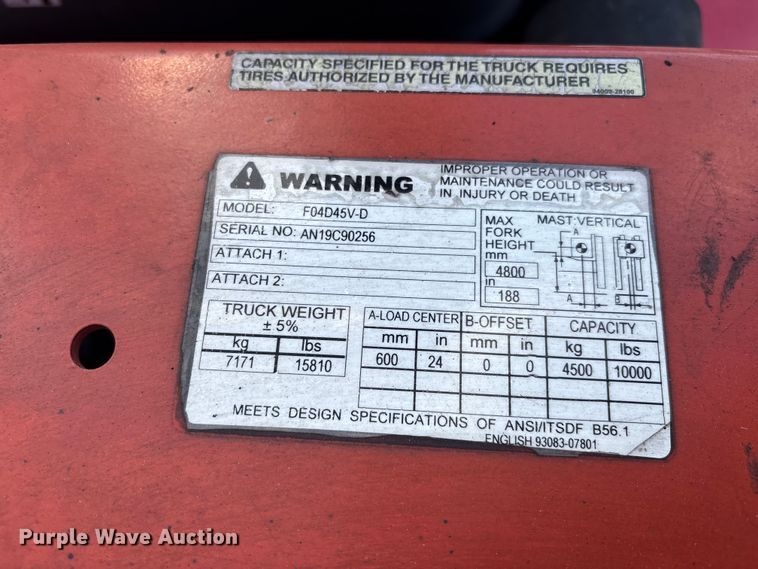 CAPACITY SPECIFIED FOR THE TRUCK REQUIRES
TIRES AUTHORIZED BY THE MANUFACTURER
94009-28100
WARNING
IMPROPER OPERATION OR
MAINTENANCE COULD RESULT
IN INJURY OR DEATH
MODEL: F04D45V-D
SERIAL NO: AN19C90256
ATTACH 1:
ATTACH 2:
MAX
FORK
HEIGHT
mm
4800
in
188
MAST:VERTICAL
A
A
B
TRUCK WEIGHT
± 5%
kg lbs
7171 15810
A-LOAD CENTER B-OFFSET CAPACITY
mm in mm in kg lbs
600 24 0 0 4500 10000
MEETS DESIGN SPECIFICATIONS OF ANSI/ITSDF B56.1
ENGLISH 93083-07801
Purple Wave Auction